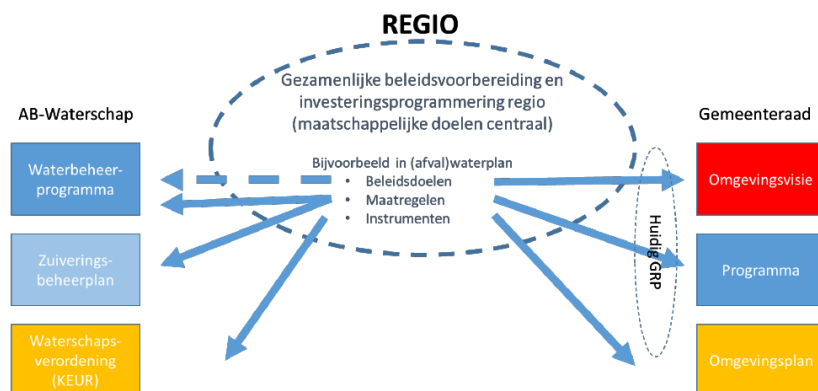 REGIO
Gezamenlijke beleidsvoorbereiding en
investeringsprogrammering regio
(maatschappelijke doelen centraal)
AB-Waterschap
Gemeenteraad
Waterbeheer-
programma
Bijvoorbeeld in (afval)waterplan
• Beleidsdoelen
• Maatregelen
• Instrumenten
Omgevingsvisie
Huidig GRP
Zuiverings-
beheerplan
Programma
Waterschaps-
verordening
(KEUR)
Omgevingsplan